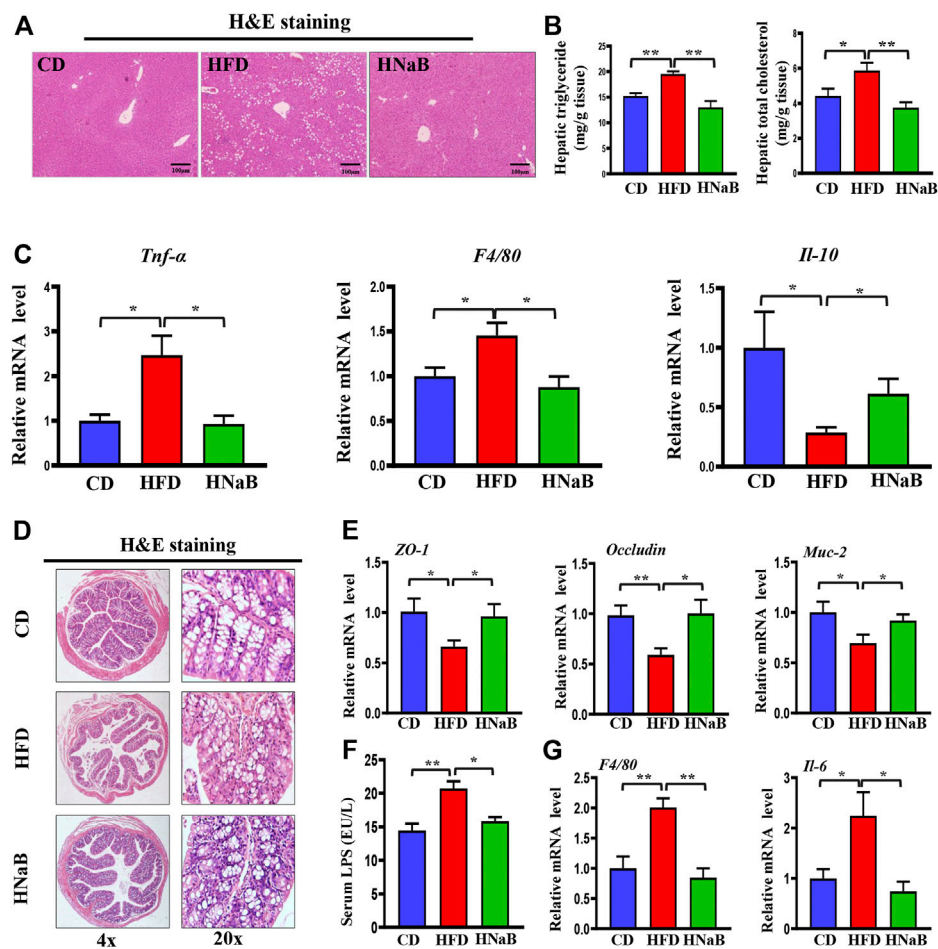 A
H&E staining
CD
HFD
HNaB
100μm
100μm
100μm
B
Hepatic triglyceride
(mg/g tissue)
25
20
15
10
5
0
** **
CD HFD HNaB
Hepatic total cholesterol
(mg/g tissue)
8
6
4
2
0
* **
CD HFD HNaB
C
Tnf-α
Relative mRNA level
4
3
2
1
0
* *
CD HFD HNaB
F4/80
Relative mRNA level
2.0
1.5
1.0
0.5
0.0
* *
CD HFD HNaB
Il-10
Relative mRNA level
1.5
1.0
0.5
0.0
* *
CD HFD HNaB
D
H&E staining
CD
HFD
HNaB
4x 20x
E
ZO-1
Relative mRNA level
1.5
1.0
0.5
0.0
* *
CD HFD HNaB
Occludin
Relative mRNA level
1.5
1.0
0.5
0.0
** *
CD HFD HNaB
Muc-2
Relative mRNA level
1.5
1.0
0.5
0.0
* *
CD HFD HNaB
F
Serum LPS (EU/L)
25
20
15
10
5
0
** *
CD HFD HNaB
G
F4/80
Relative mRNA level
2.5
2.0
1.5
1.0
0.5
0.0
** **
CD HFD HNaB
Il-6
Relative mRNA level
3
2
1
0
* *
CD HFD HNaB